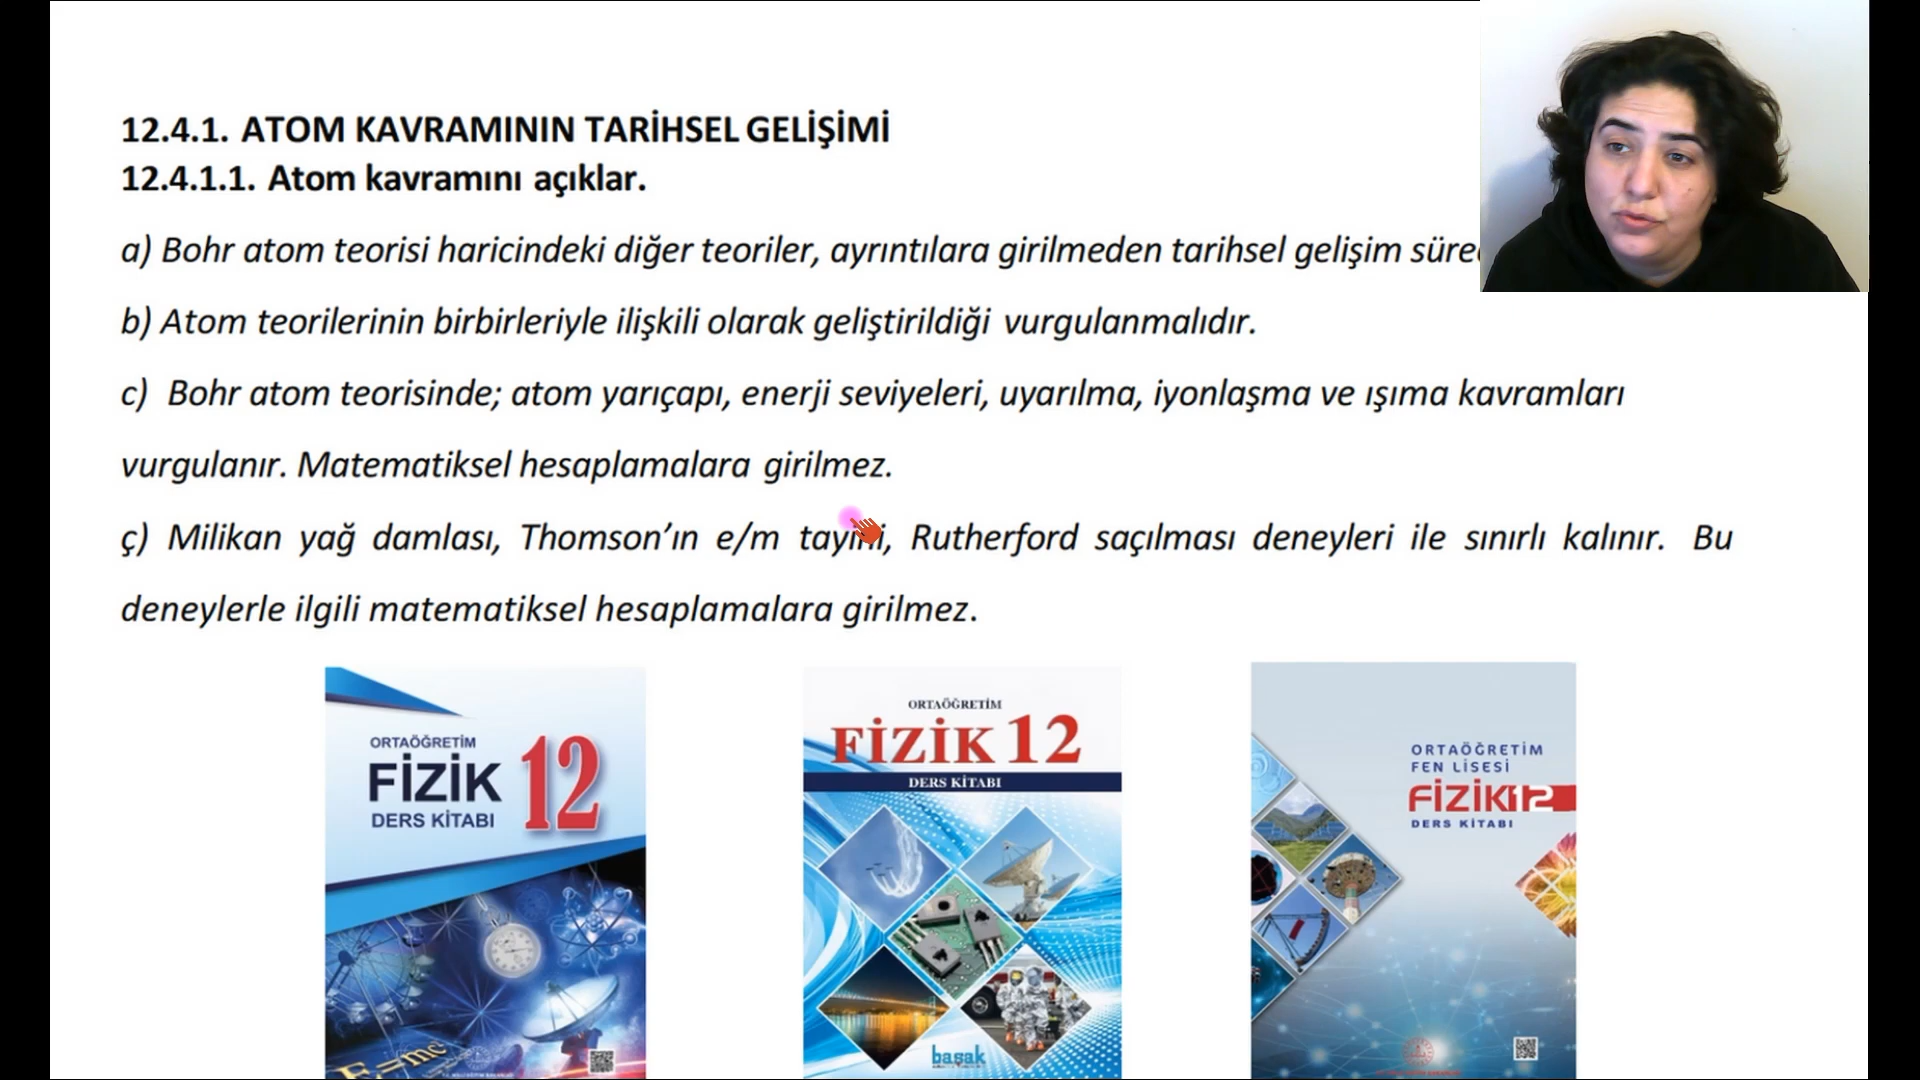 12.4.1. ATOM KAVRAMININ TARİHSEL GELİŞİMİ
12.4.1.1. Atom kavramını açıklar.
a) Bohr atom teorisi haricindeki diğer teoriler, ayrıntılara girilmeden tarihsel gelişim
b) Atom teorilerinin birbirleriyle ilişkili olarak geliştirildiği vurgulanmalıdır.
c) Bohr atom teorisinde; atom yarıçapı, enerji seviyeleri, uyarılma, iyonlaşma ve ışıma kavramları
vurgulanır. Matematiksel hesaplamalara girilmez.
ç) Milikan yağ damlası, Thomson’ın e/m tayini, Rutherford saçılması deneyleri ile sınırlı kalınır. Bu
deneylerle ilgili matematiksel hesaplamalara girilmez.
ORTAÖĞRETİM
FİZİK 12
DERS KİTABI
E=mc
ORTAÖĞRETİM
FİZİK 12
DERS KİTABI
başak
ORTAÖĞRETİM
FEN LİSESİ
FİZİK 12
DERS KİTABI